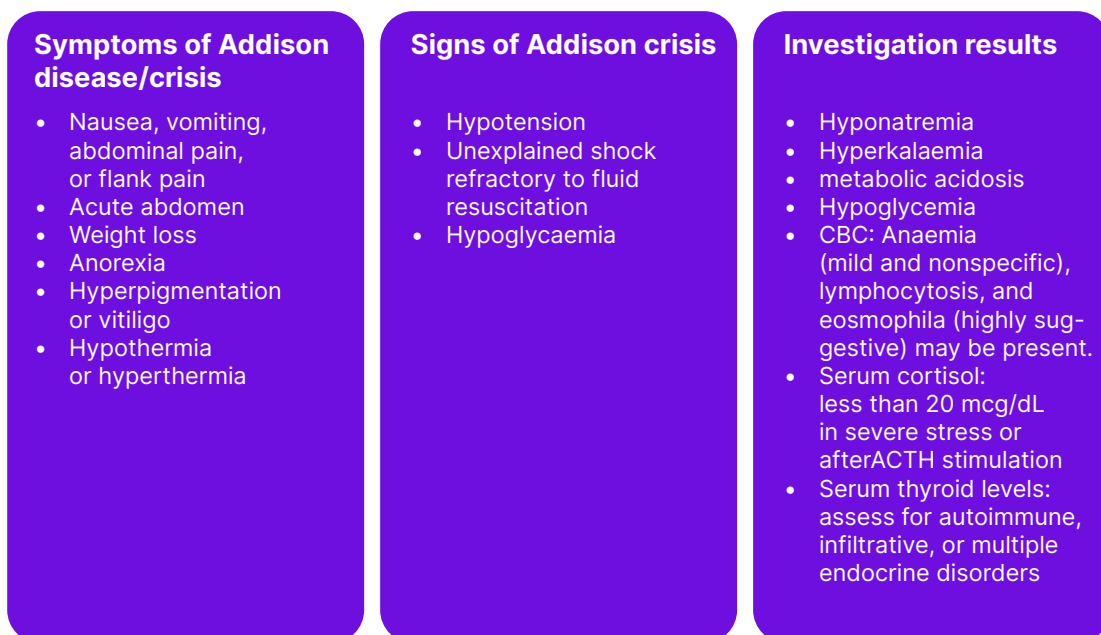 Symptoms of Addison
disease/crisis
• Nausea, vomiting,
abdominal pain,
or flank pain
• Acute abdomen
• Weight loss
• Anorexia
• Hyperpigmentation
or vitiligo
• Hypothermia
or hyperthermia
Signs of Addison crisis
• Hypotension
• Unexplained shock
refractory to fluid
resuscitation
• Hypoglycaemia
Investigation results
• Hyponatremia
• Hyperkalaemia
• metabolic acidosis
• Hypoglycemia
• CBC: Anaemia
(mild and nonspecific),
lymphocytosis, and
eosmophila (highly sug-
gestive) may be present.
• Serum cortisol:
less than 20 mcg/dL
in severe stress or
afterACTH stimulation
• Serum thyroid levels:
assess for autoimmune,
infiltrative, or multiple
endocrine disorders